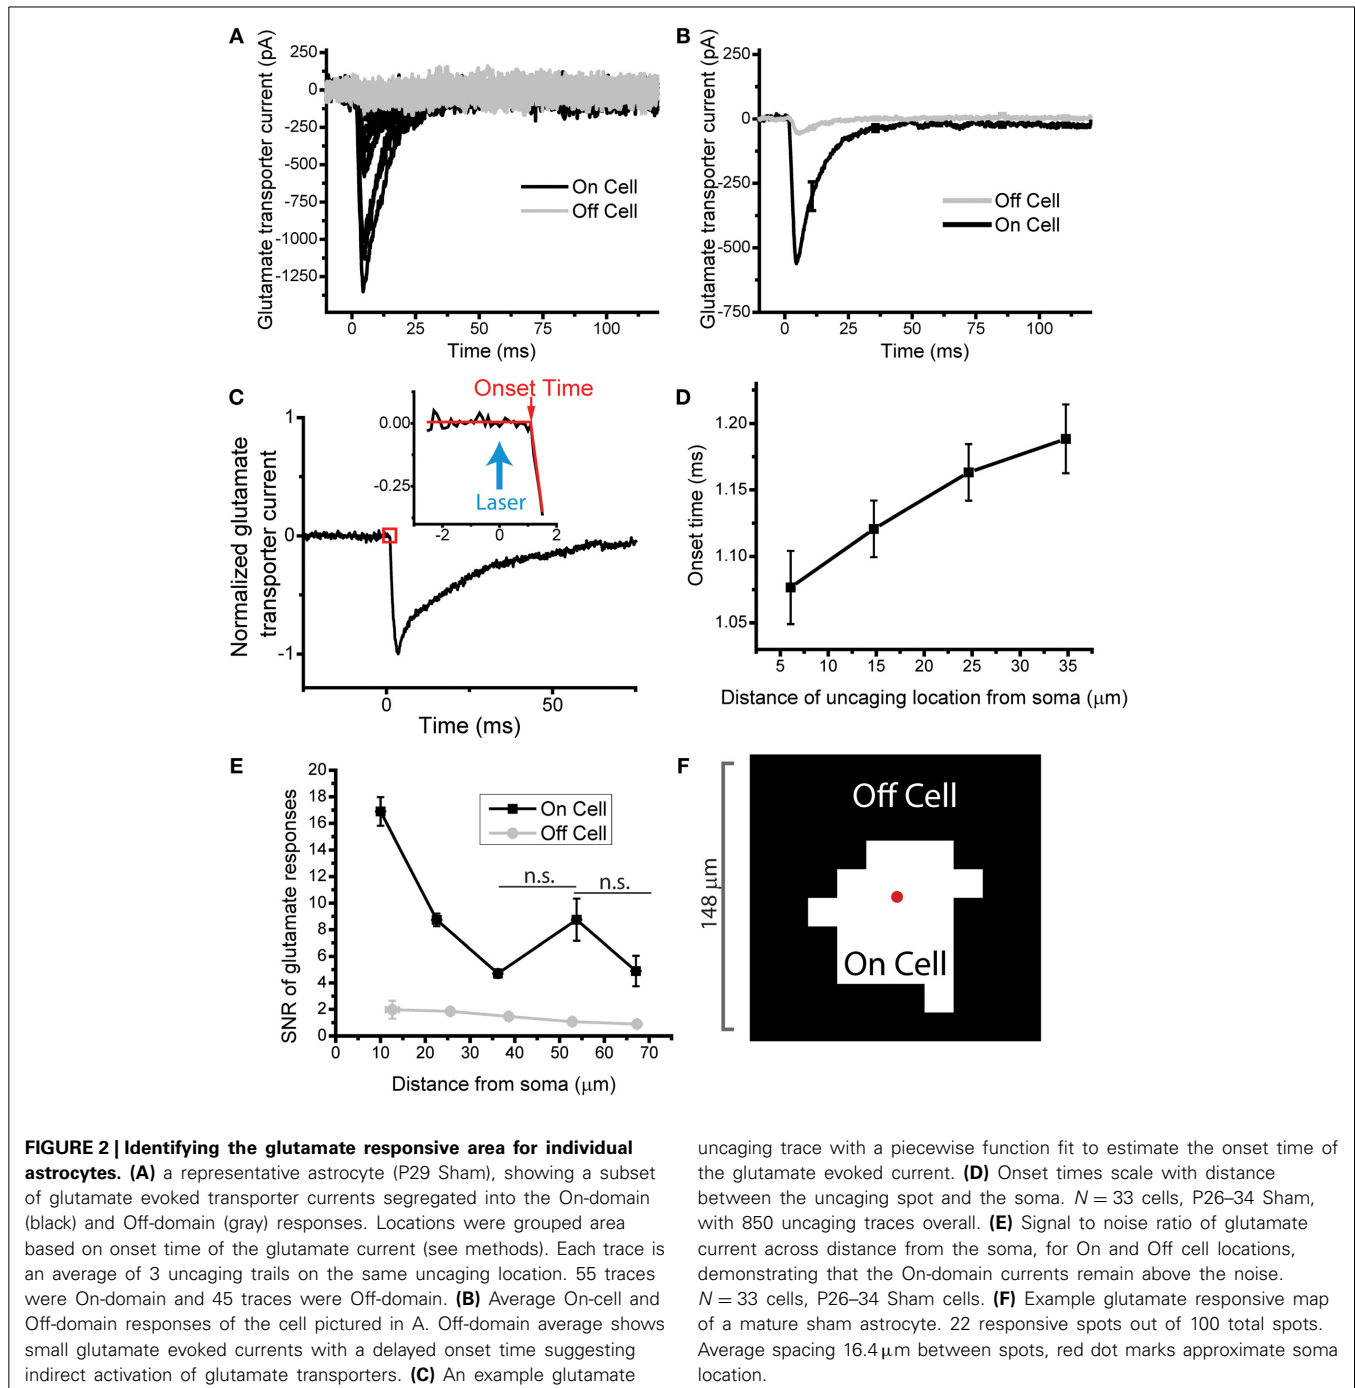 A
Glutamate transporter current (pA)
250
0
-250
-500
-750
-1000
-1250
On Cell
Off Cell
0 25 50 75 100
Time (ms)
B
Glutamate transporter current (pA)
250
0
-250
-500
-750
Off Cell
On Cell
0 25 50 75 100
Time (ms)
C
Normalized glutamate
transporter current
1
0
-1
Onset Time
0.00
-0.25
Laser
-2 0 2
0 50
Time (ms)
D
Onset time (ms)
1.20
1.15
1.10
1.05
5 10 15 20 25 30 35
Distance of uncaging location from soma (μm)
E
SNR of glutamate responses
20
18
16
14
12
10
8
6
4
2
0
On Cell
Off Cell
n.s.
n.s.
0 10 20 30 40 50 60 70
Distance from soma (μm)
F
148 μm
Off Cell
On Cell
FIGURE 2 | Identifying the glutamate responsive area for individual
astrocytes. (A) a representative astrocyte (P29 Sham), showing a subset
of glutamate evoked transporter currents segregated into the On-domain
(black) and Off-domain (gray) responses. Locations were grouped area
based on onset time of the glutamate current (see methods). Each trace is
an average of 3 uncaging trails on the same uncaging location. 55 traces
were On-domain and 45 traces were Off-domain. (B) Average On-cell and
Off-domain responses of the cell pictured in A. Off-domain average shows
small glutamate evoked currents with a delayed onset time suggesting
indirect activation of glutamate transporters. (C) An example glutamate
uncaging trace with a piecewise function fit to estimate the onset time of
the glutamate evoked current. (D) Onset times scale with distance
between the uncaging spot and the soma. N = 33 cells, P26–34 Sham,
with 850 uncaging traces overall. (E) Signal to noise ratio of glutamate
current across distance from the soma, for On and Off cell locations,
demonstrating that the On-domain currents remain above the noise.
N = 33 cells, P26–34 Sham cells. (F) Example glutamate responsive map
of a mature sham astrocyte. 22 responsive spots out of 100 total spots.
Average spacing 16.4 μm between spots, red dot marks approximate soma
location.